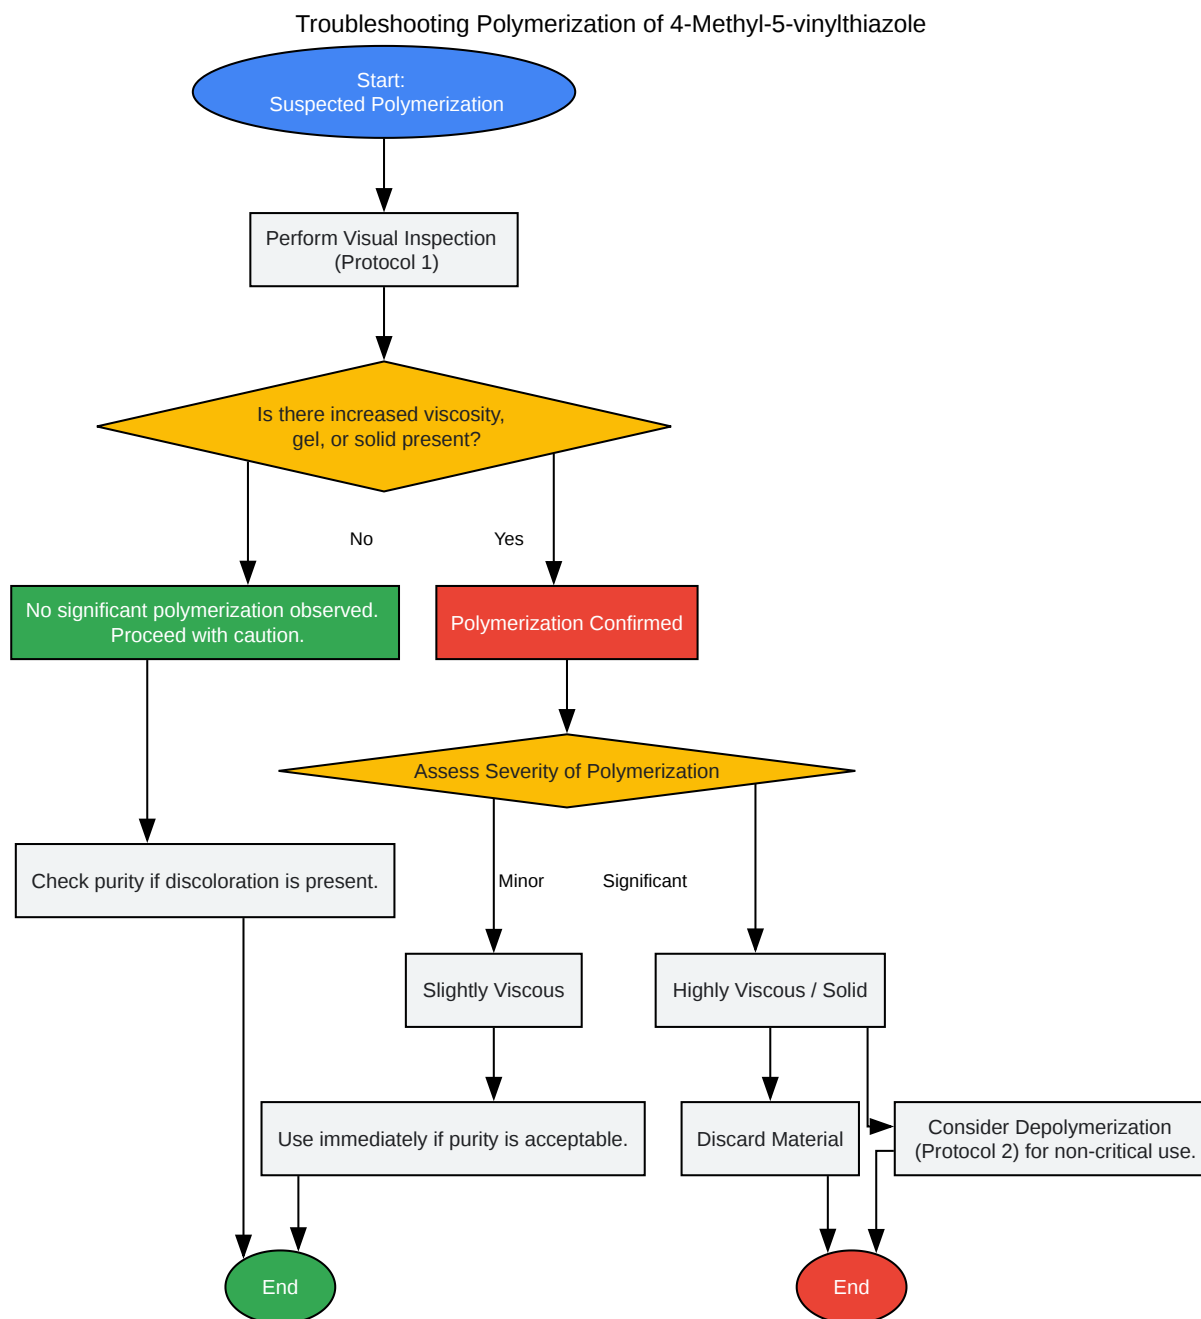 Troubleshooting Polymerization of 4-Methyl-5-vinylthiazole
Start:
Suspected Polymerization
Perform Visual Inspection
(Protocol 1)
Is there increased viscosity,
gel, or solid present?
No
Yes
No significant polymerization observed.
Proceed with caution.
Polymerization Confirmed
Assess Severity of Polymerization
Check purity if discoloration is present.
Minor
Significant
Slightly Viscous
Highly Viscous / Solid
Use immediately if purity is acceptable.
Discard Material
Consider Depolymerization
(Protocol 2) for non-critical use.
End
End